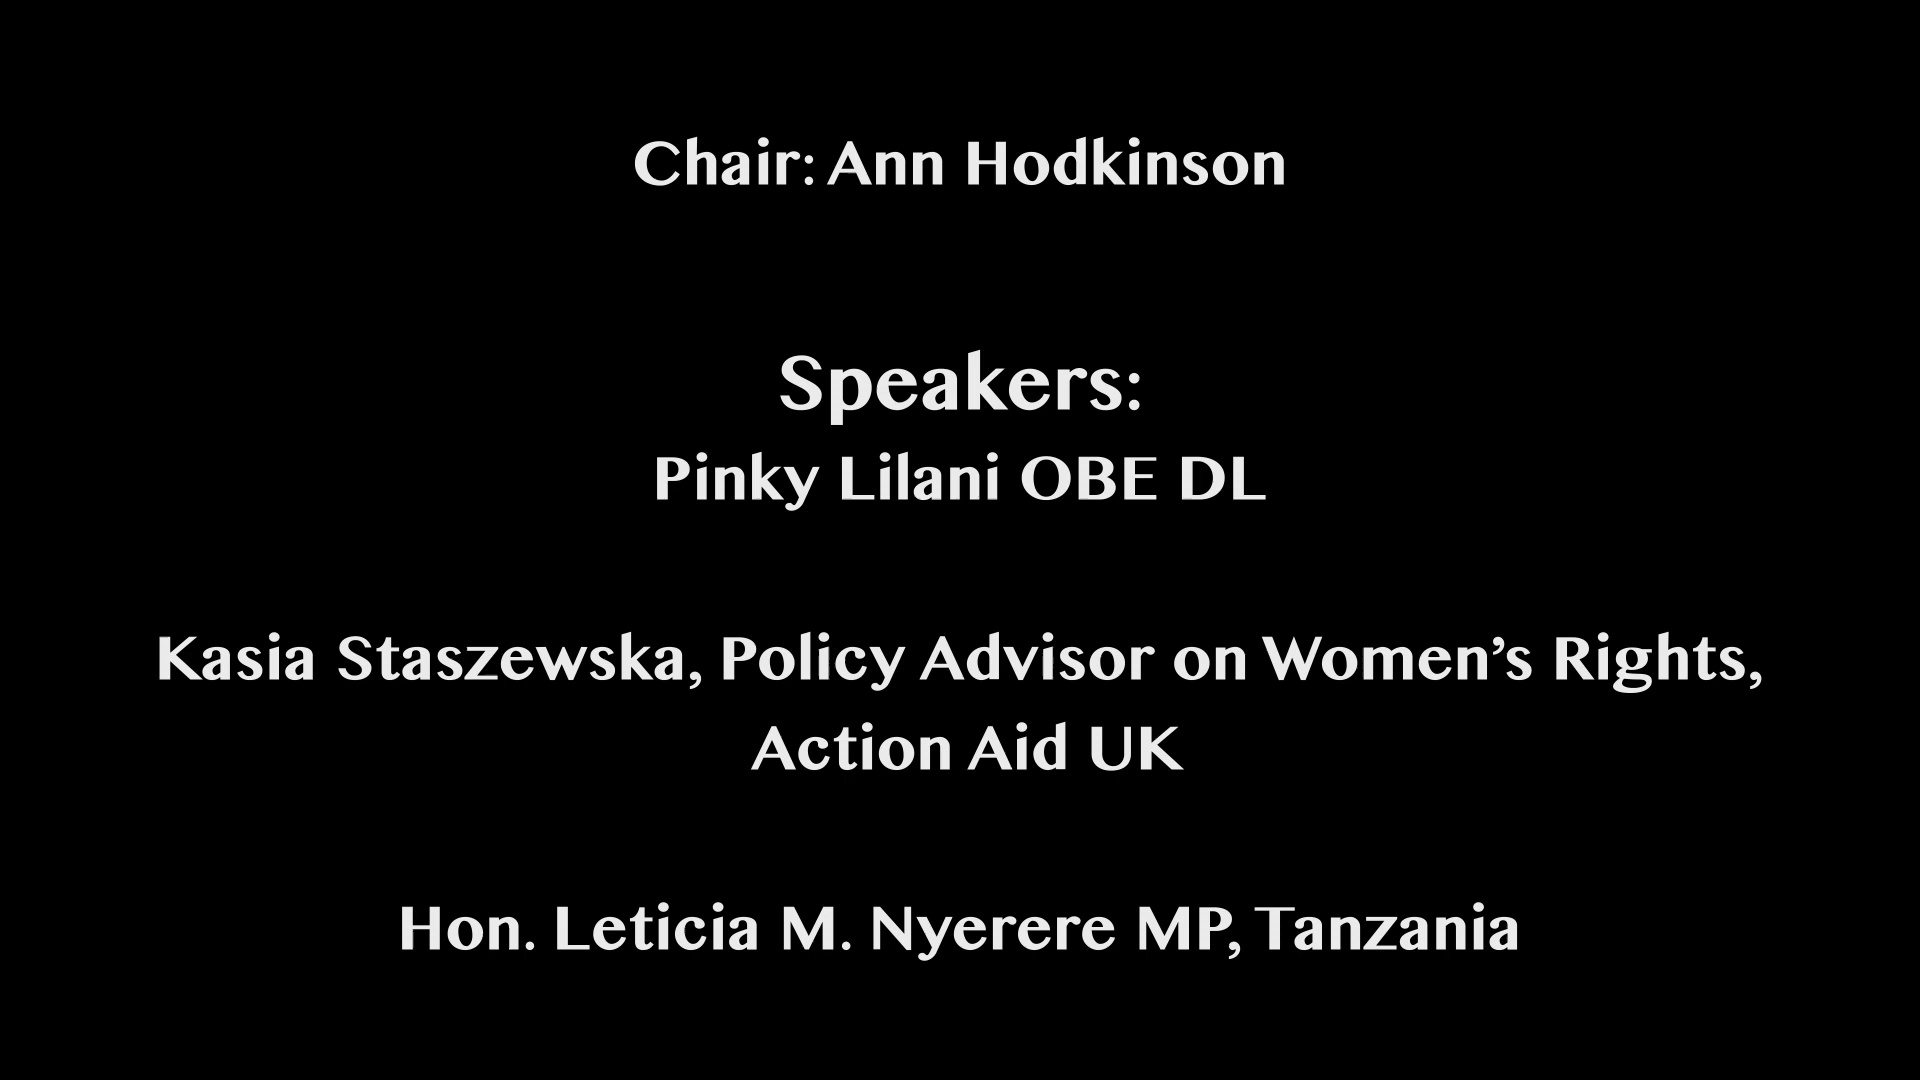 Chair: Ann Hodkinson
Speakers:
Pinky Lilani OBE DL
Kasia Staszewska, Policy Advisor on Women’s Rights,
Action Aid UK
Hon. Leticia M. Nyerere MP, Tanzania